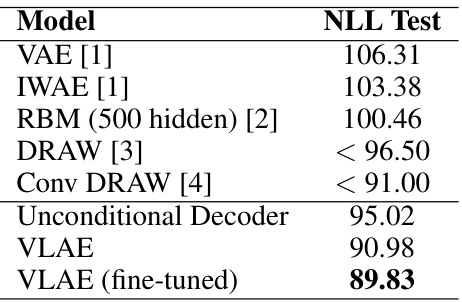 Model NLL Test
VAE [1] 106.31
IWAE [1] 103.38
RBM (500 hidden) [2] 100.46
DRAW [3] < 96.50
Conv DRAW [4] < 91.00
Unconditional Decoder 95.02
VLAE 90.98
VLAE (fine-tuned) 89.83